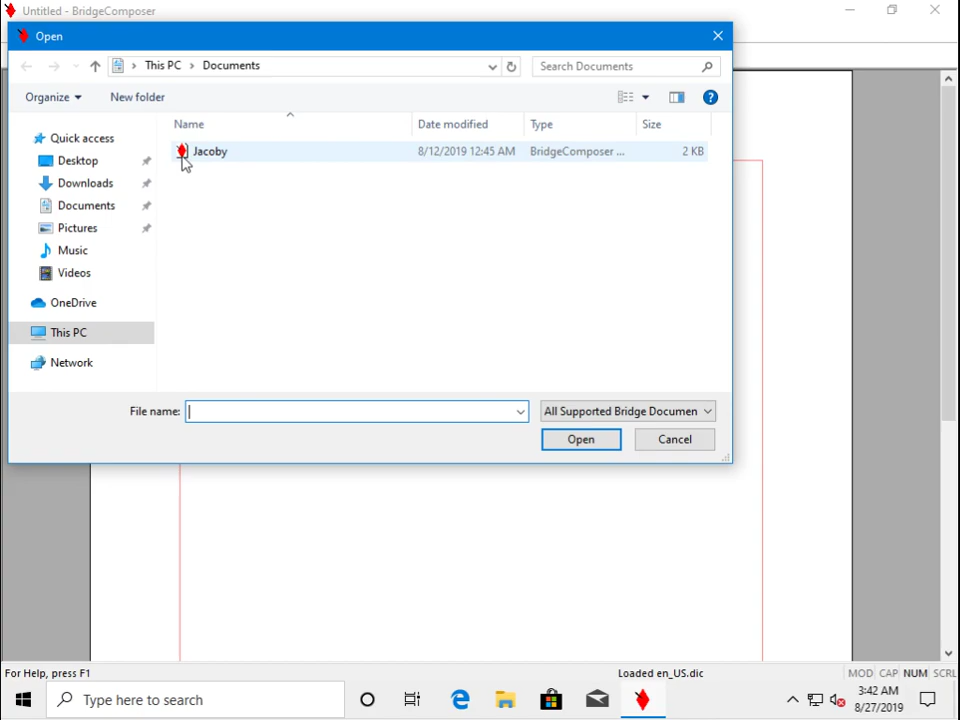 Untitled - BridgeComposer
Open
This PC
Documents
Search Documents
Organize
New folder
Name
Date modified
Type
Size
Quick access
Desktop
Downloads
Documents
Pictures
Music
Videos
OneDrive
This PC
Network
Jacoby
8/12/2019 12:45 AM
BridgeComposer ...
2 KB
File name:
All Supported Bridge Documen
Open
Cancel
For Help, press F1
Loaded en_US.dic
MOD CAP NUM SCRL
Type here to search
3:42 AM
8/27/2019